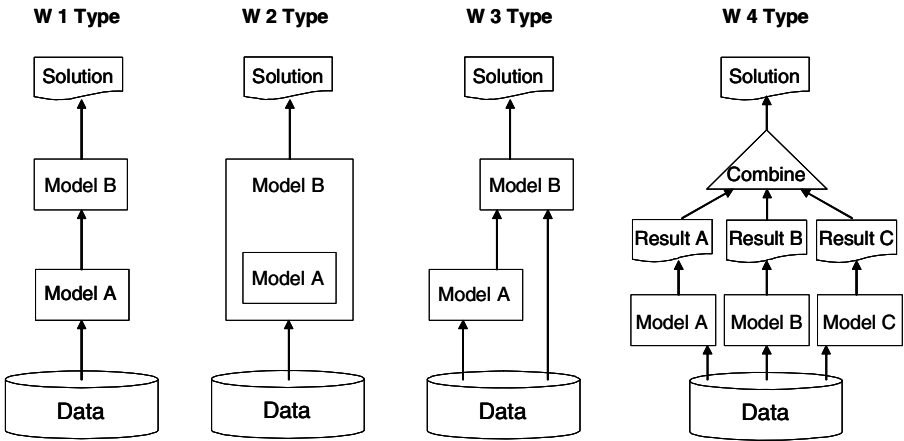 W 1 Type
Solution
Model B
Model A
Data
W 2 Type
Solution
Model B
Model A
Data
W 3 Type
Solution
Model B
Model A
Data
W 4 Type
Solution
Combine
Result A
Result B
Result C
Model A
Model B
Model C
Data